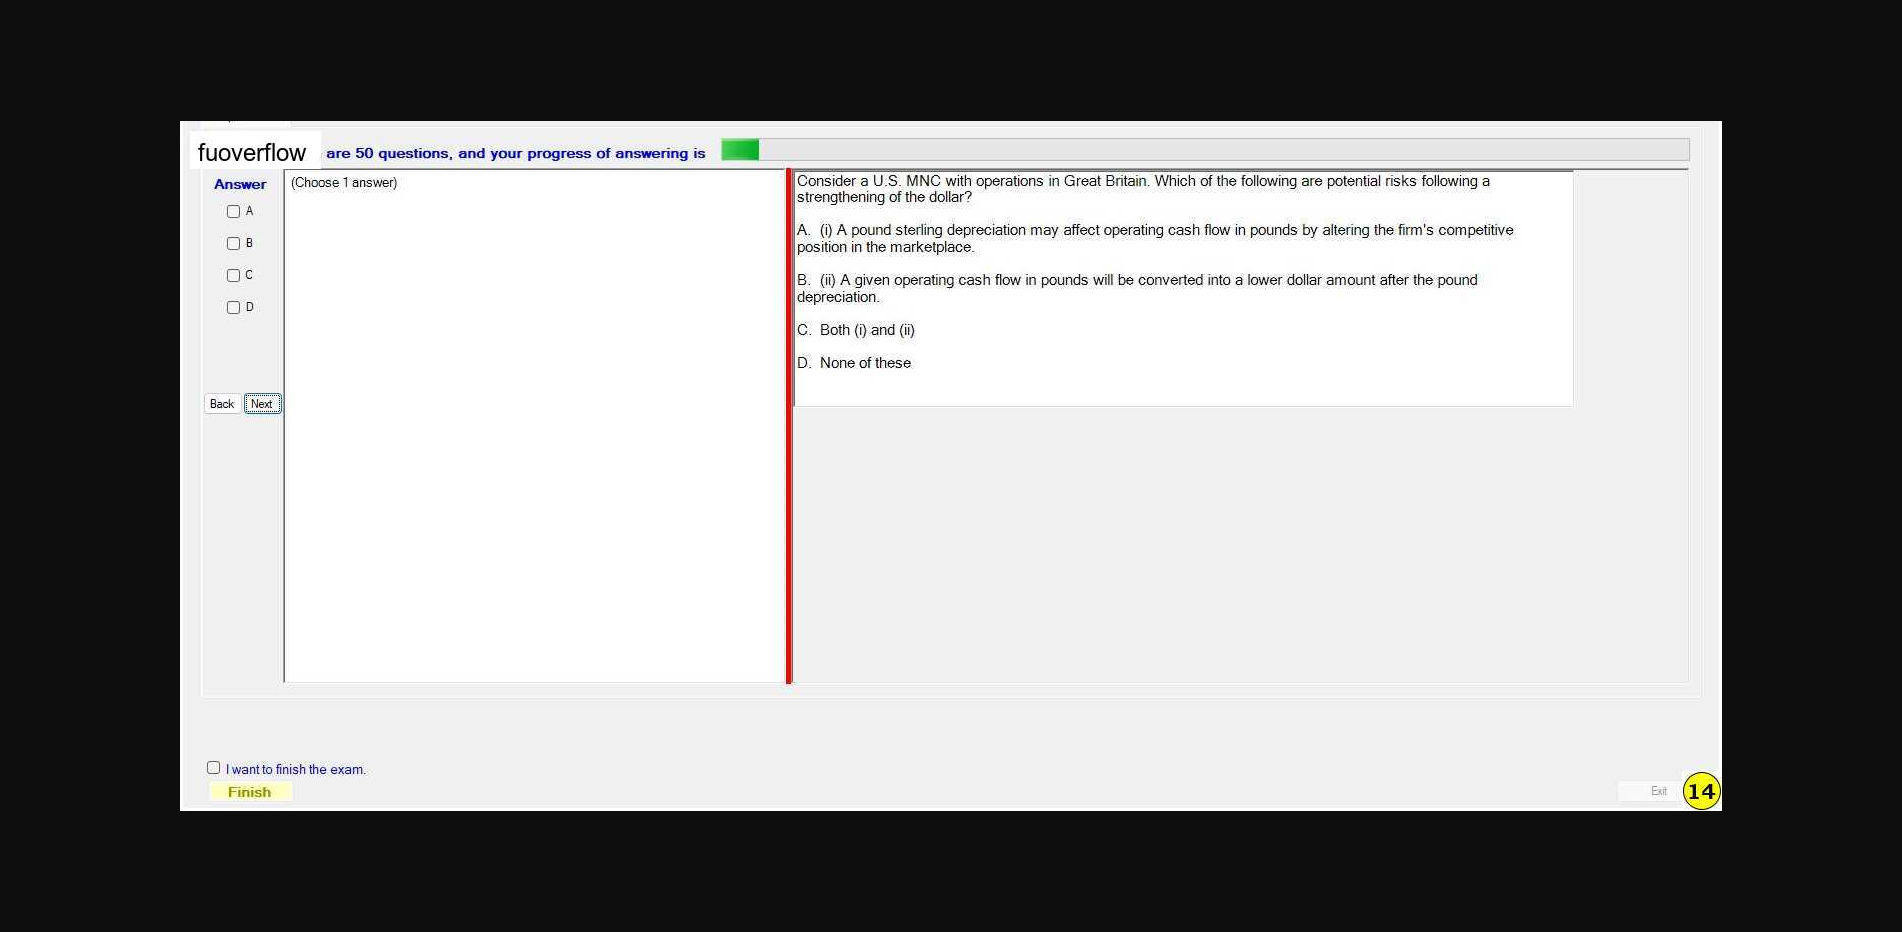 fuoverflow are 50 questions, and your progress of answering is
Answer
(Choose 1 answer)
A
B
C
D
Back Next
Consider a U.S. MNC with operations in Great Britain. Which of the following are potential risks following a
strengthening of the dollar?
A. (i) A pound sterling depreciation may affect operating cash flow in pounds by altering the firm's competitive
position in the marketplace.
B. (ii) A given operating cash flow in pounds will be converted into a lower dollar amount after the pound
depreciation.
C. Both (i) and (ii)
D. None of these
I want to finish the exam.
Finish
Exit
14